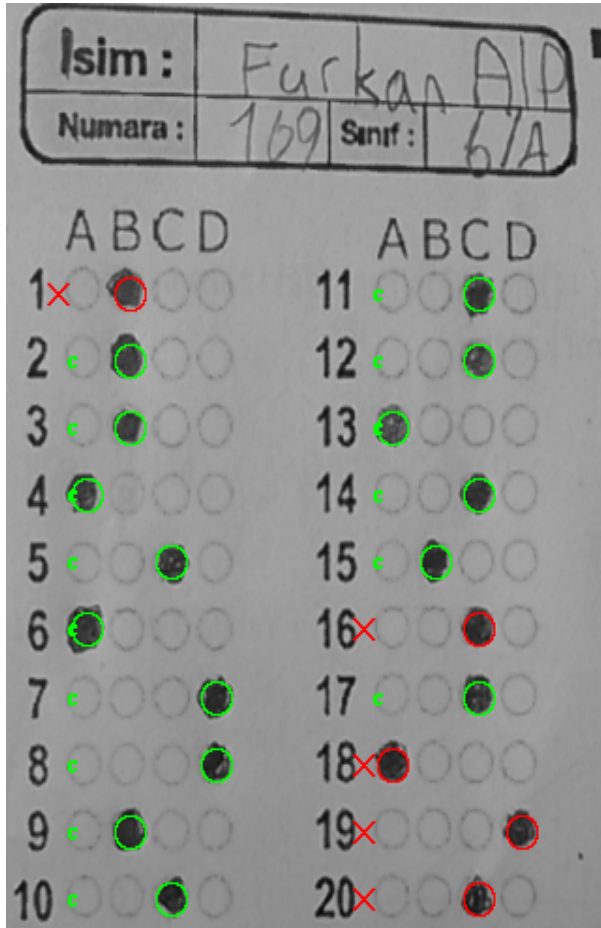 İsim : Furkan Alp
Numara : 169 Sınıf : 6/A
A B C D
1
2 c
3 c
4 c
5 c
6 c
7 c
8 c
9 c
10 c
A B C D
11 c
12 c
13 c
14 c
15 c
16
17 c
18
19
20